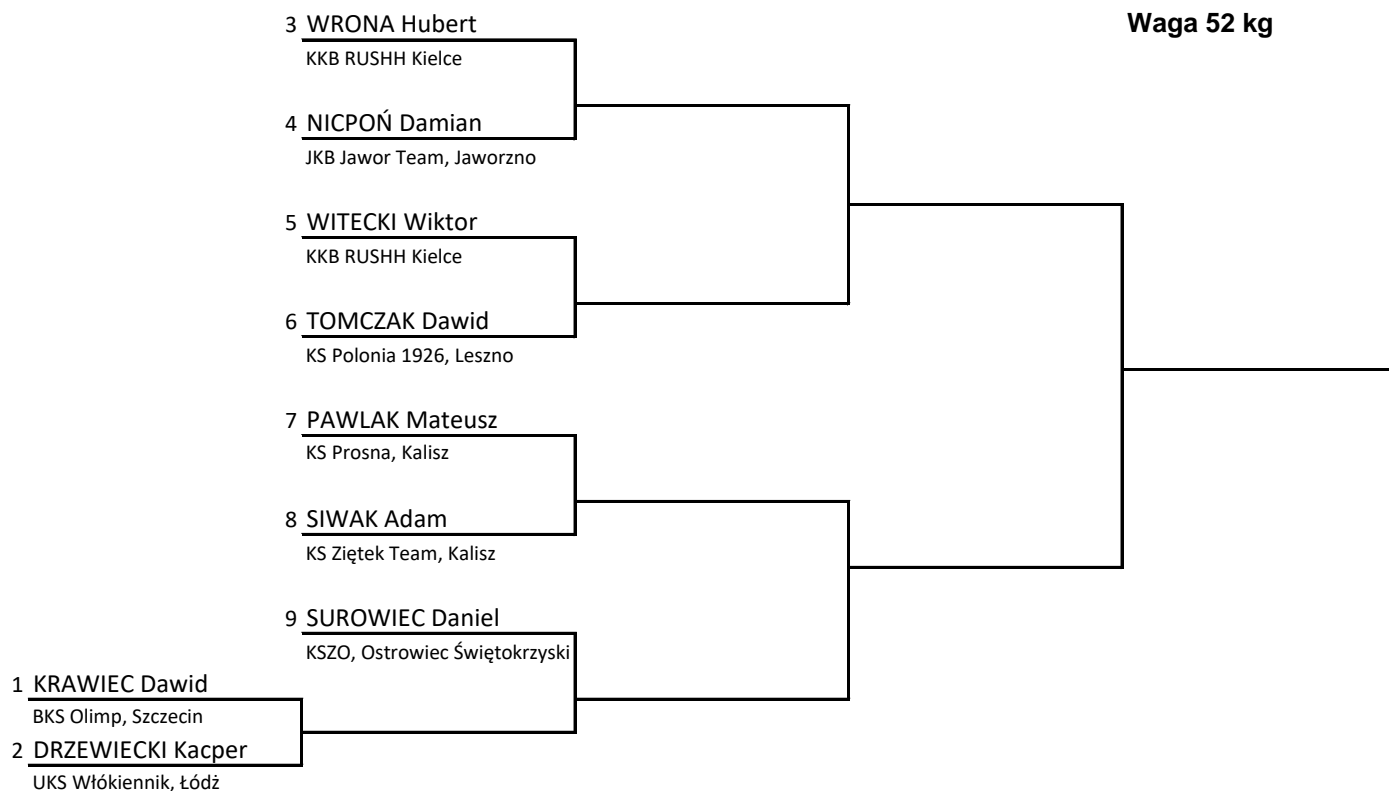 3 WRONA Hubert
Waga 52 kg
KKB RUSHH Kielce
4 NICPOŃ Damian
JKB Jawor Team, Jaworzno
5 WITECKI Wiktor
KKB RUSHH Kielce
6 TOMCZAK Dawid
KS Polonia 1926, Leszno
7 PAWLAK Mateusz
KS Prosna, Kalisz
8 SIWAK Adam
KS Ziętek Team, Kalisz
9 SUROWIEC Daniel
KSZO, Ostrowiec Świętokrzyski
1 KRAWIEC Dawid
BKS Olimp, Szczecin
2 DRZEWIECKI Kacper
UKS Włókiennik, Łódż